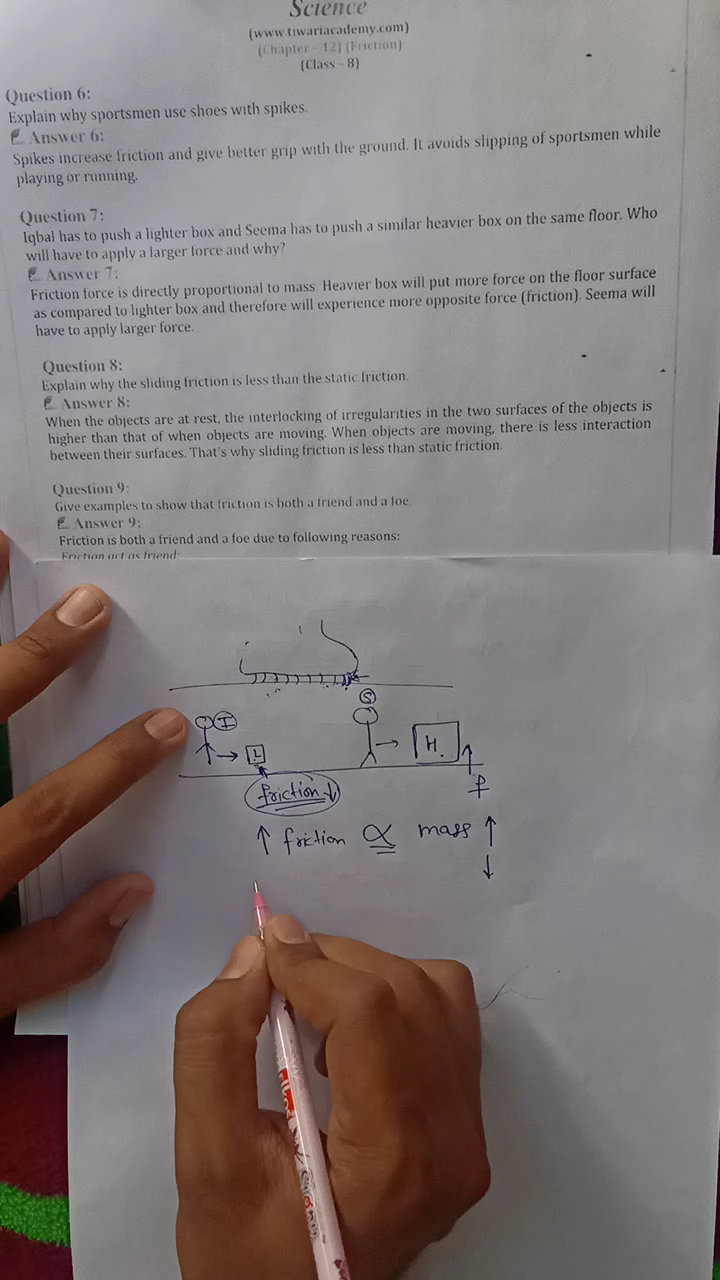 Science
(www.tiwariacademy.com)
(Chapter – 12) (Friction)
(Class – 8)
Question 6:
Explain why sportsmen use shoes with spikes.
Answer 6:
Spikes increase friction and give better grip with the ground. It avoids slipping of sportsmen while
playing or running.
Question 7:
Iqbal has to push a lighter box and Seema has to push a similar heavier box on the same floor. Who
will have to apply a larger force and why?
Answer 7:
Friction force is directly proportional to mass. Heavier box will put more force on the floor surface
as compared to lighter box and therefore will experience more opposite force (friction). Seema will
have to apply larger force.
Question 8:
Explain why the sliding friction is less than the static friction.
Answer 8:
When the objects are at rest, the interlocking of irregularities in the two surfaces of the objects is
higher than that of when objects are moving. When objects are moving, there is less interaction
between their surfaces. That's why sliding friction is less than static friction.
Question 9:
Give examples to show that friction is both a friend and a foe.
Answer 9:
Friction is both a friend and a foe due to following reasons:
Friction act as friend:
S
I → L → H. ↑
friction ↓ f
↑ friction ∝ mass ↑
↓